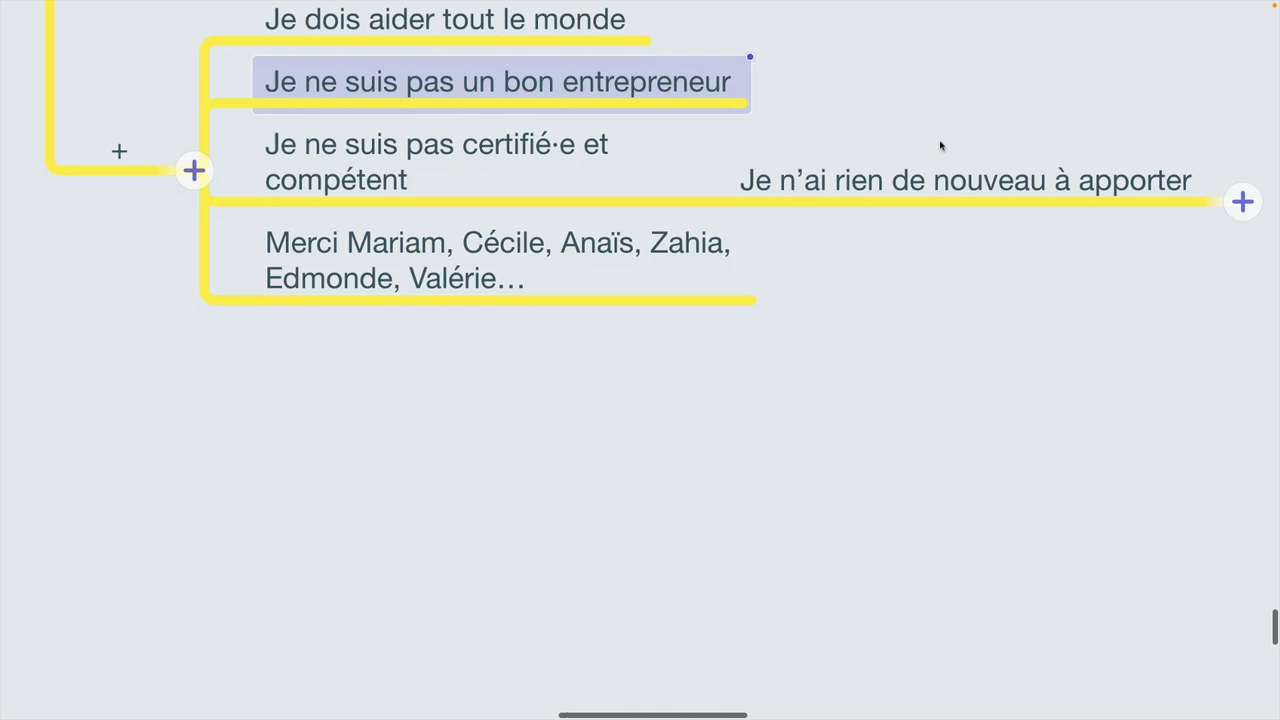 Je dois aider tout le monde
Je ne suis pas un bon entrepreneur
+
Je ne suis pas certifié·e et
compétent
Je n’ai rien de nouveau à apporter
Merci Mariam, Cécile, Anaïs, Zahia,
Edmonde, Valérie…